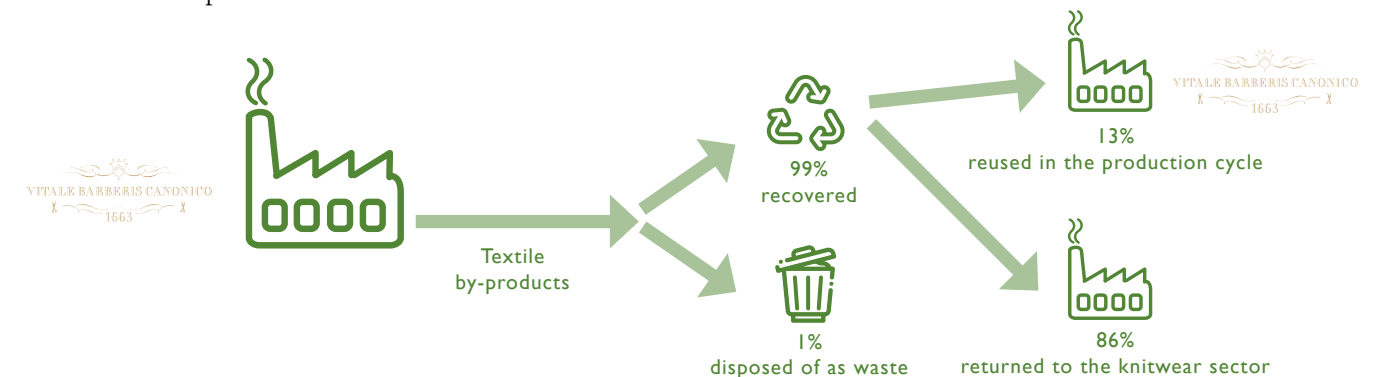 VITALE BARBERIS CANONICO
1663
Textile
by-products
99%
recovered
1%
disposed of as waste
13%
reused in the production cycle
VITALE BARBERIS CANONICO
1663
86%
returned to the knitwear sector